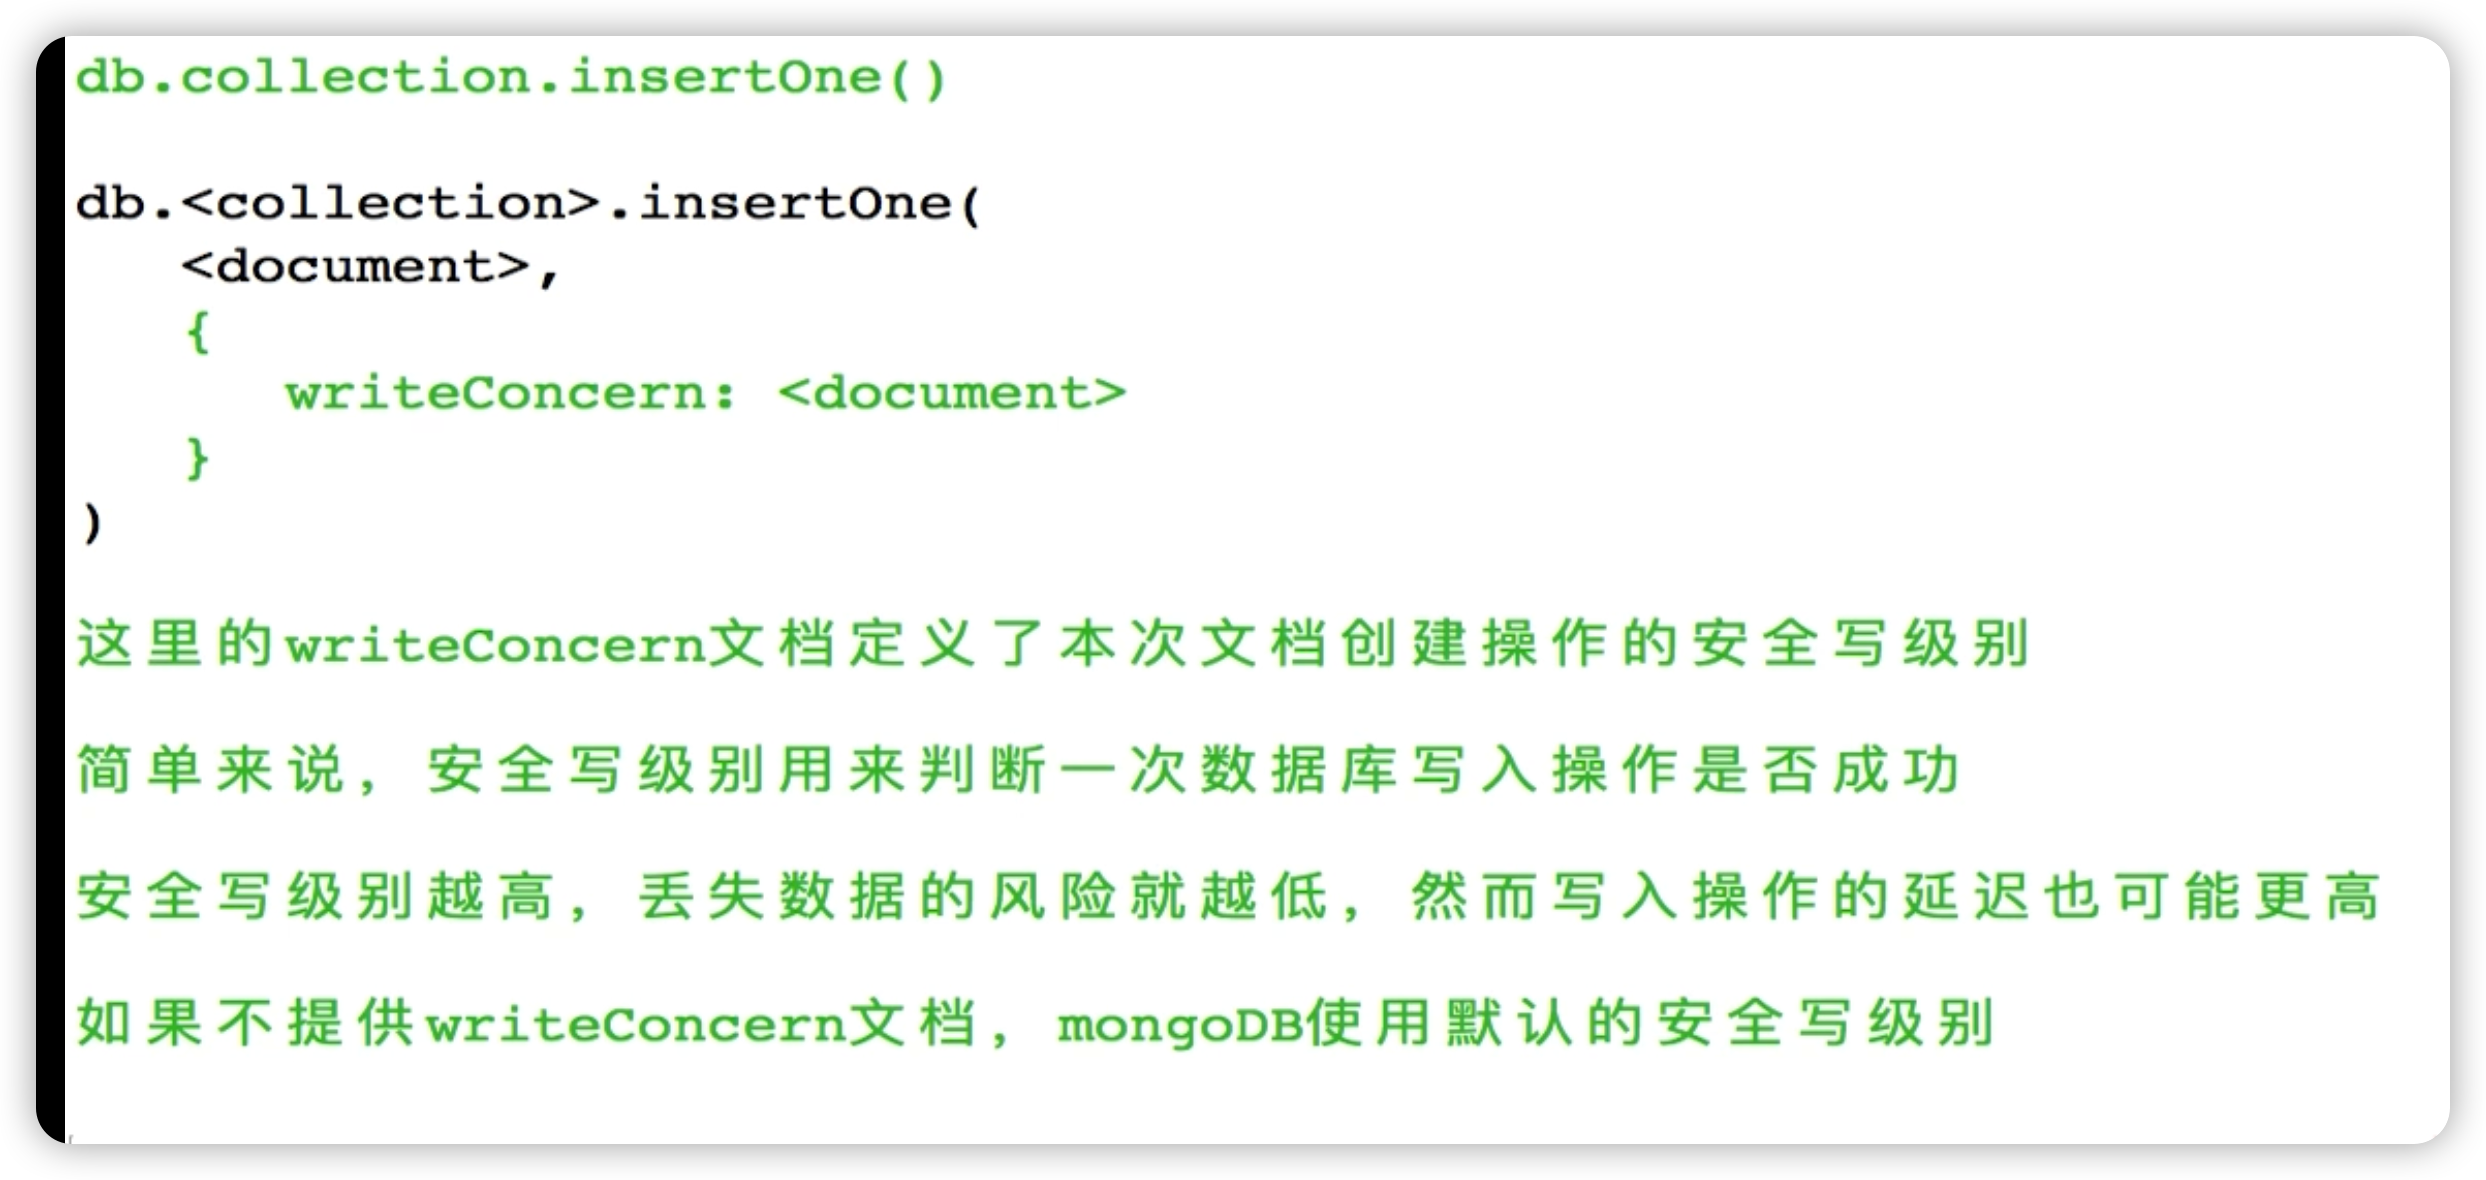 db.collection.insertOne()
db.<collection>.insertOne(
<document>,
{
writeConcern: <document>
}
)
这里的writeConcern文档定义了本次文档创建操作的安全写级别
简单来说，安全写级别用来判断一次数据库写入操作是否成功
安全写级别越高，丢失数据的风险就越低，然而写入操作的延迟也可能更高
如果不提供writeConcern文档，mongoDB使用默认的安全写级别